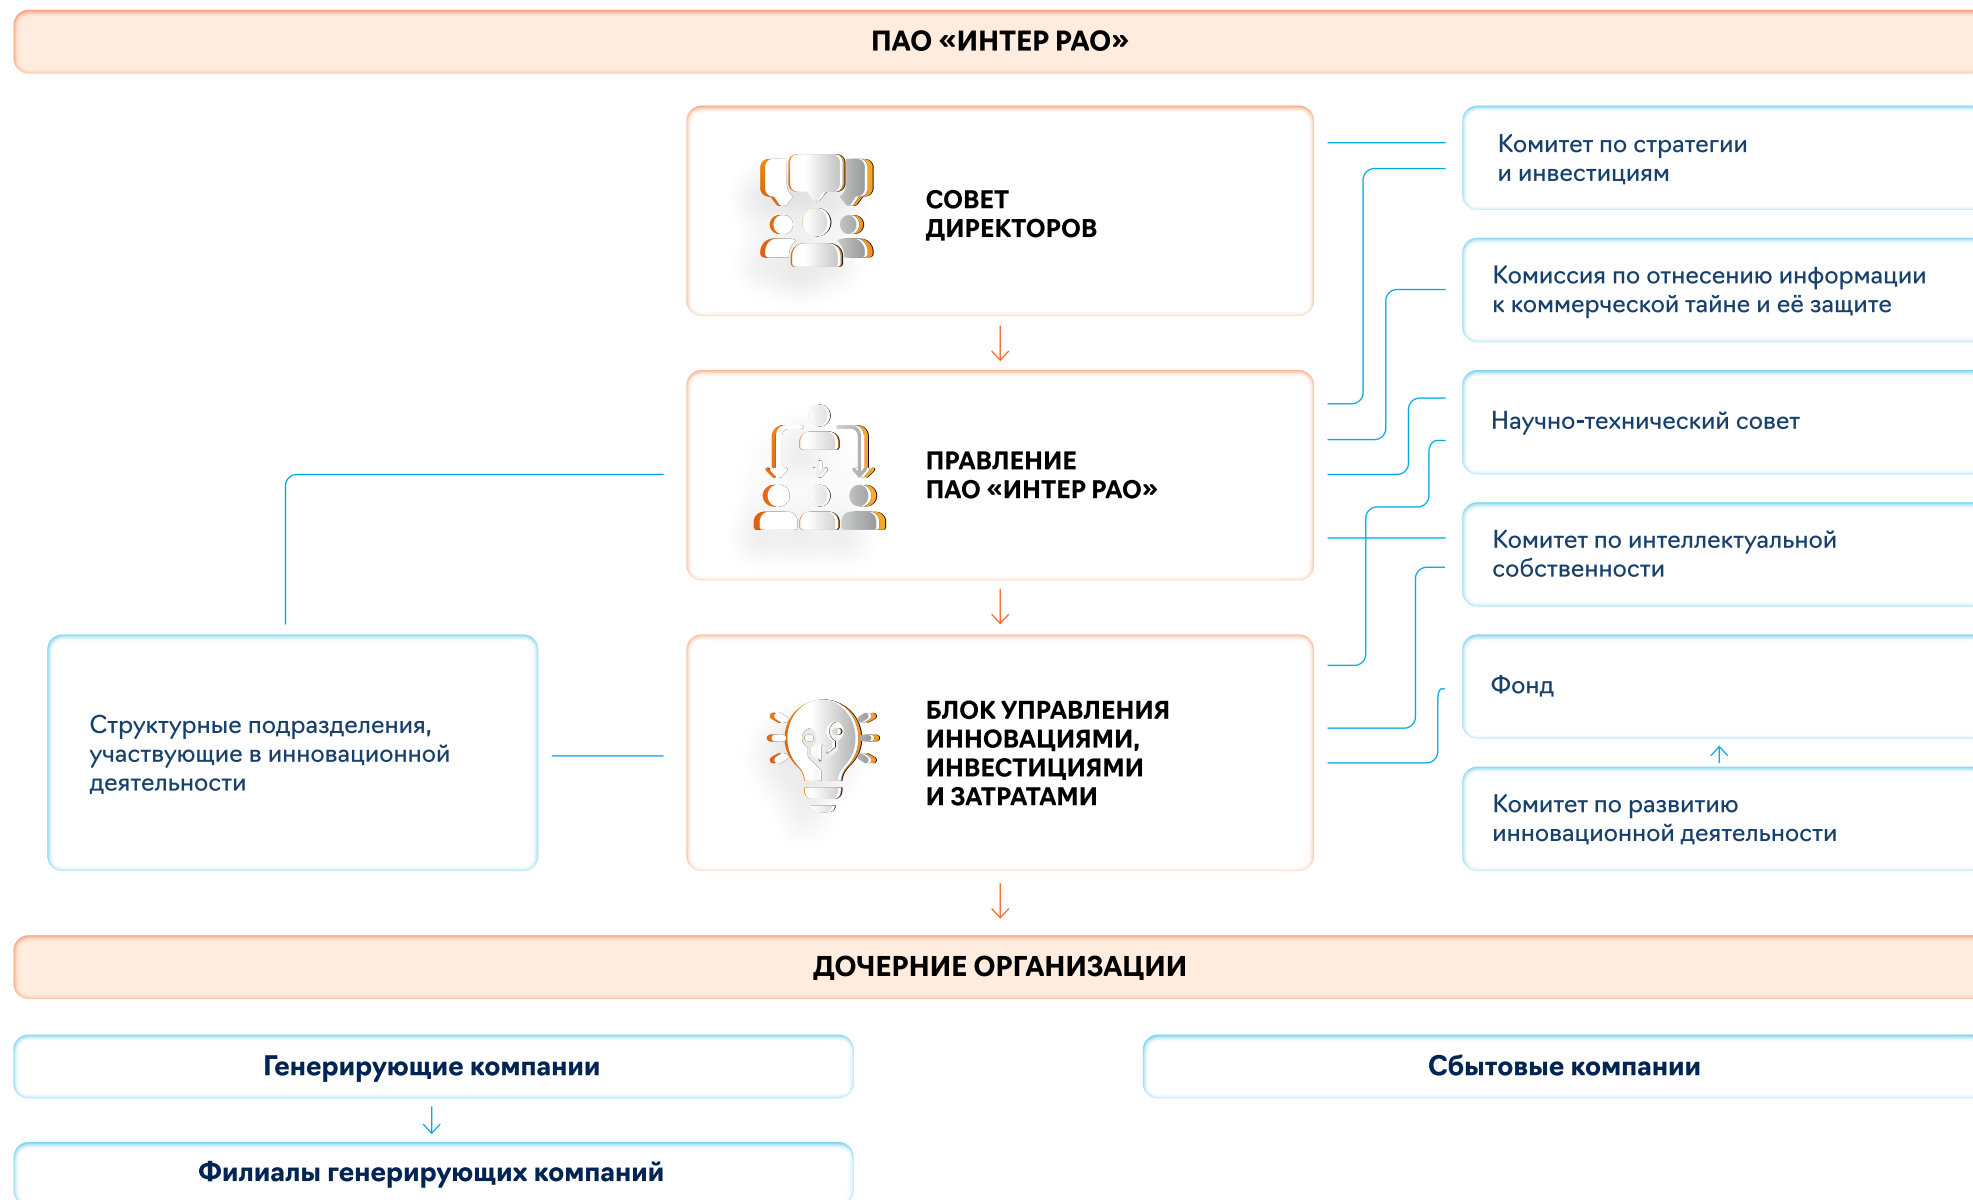 ПАО «ИНТЕР РАО»
СОВЕТ
ДИРЕКТОРОВ
Комитет по стратегии
и инвестициям
Комиссия по отнесению информации
к коммерческой тайне и её защите
ПРАВЛЕНИЕ
ПАО «ИНТЕР РАО»
Научно-технический совет
Комитет по интеллектуальной
собственности
Структурные подразделения,
участвующие в инновационной
деятельности
БЛОК УПРАВЛЕНИЯ
ИННОВАЦИЯМИ,
ИНВЕСТИЦИЯМИ
И ЗАТРАТАМИ
Фонд
Комитет по развитию
инновационной деятельности
ДОЧЕРНИЕ ОРГАНИЗАЦИИ
Генерирующие компании
Сбытовые компании
Филиалы генерирующих компаний